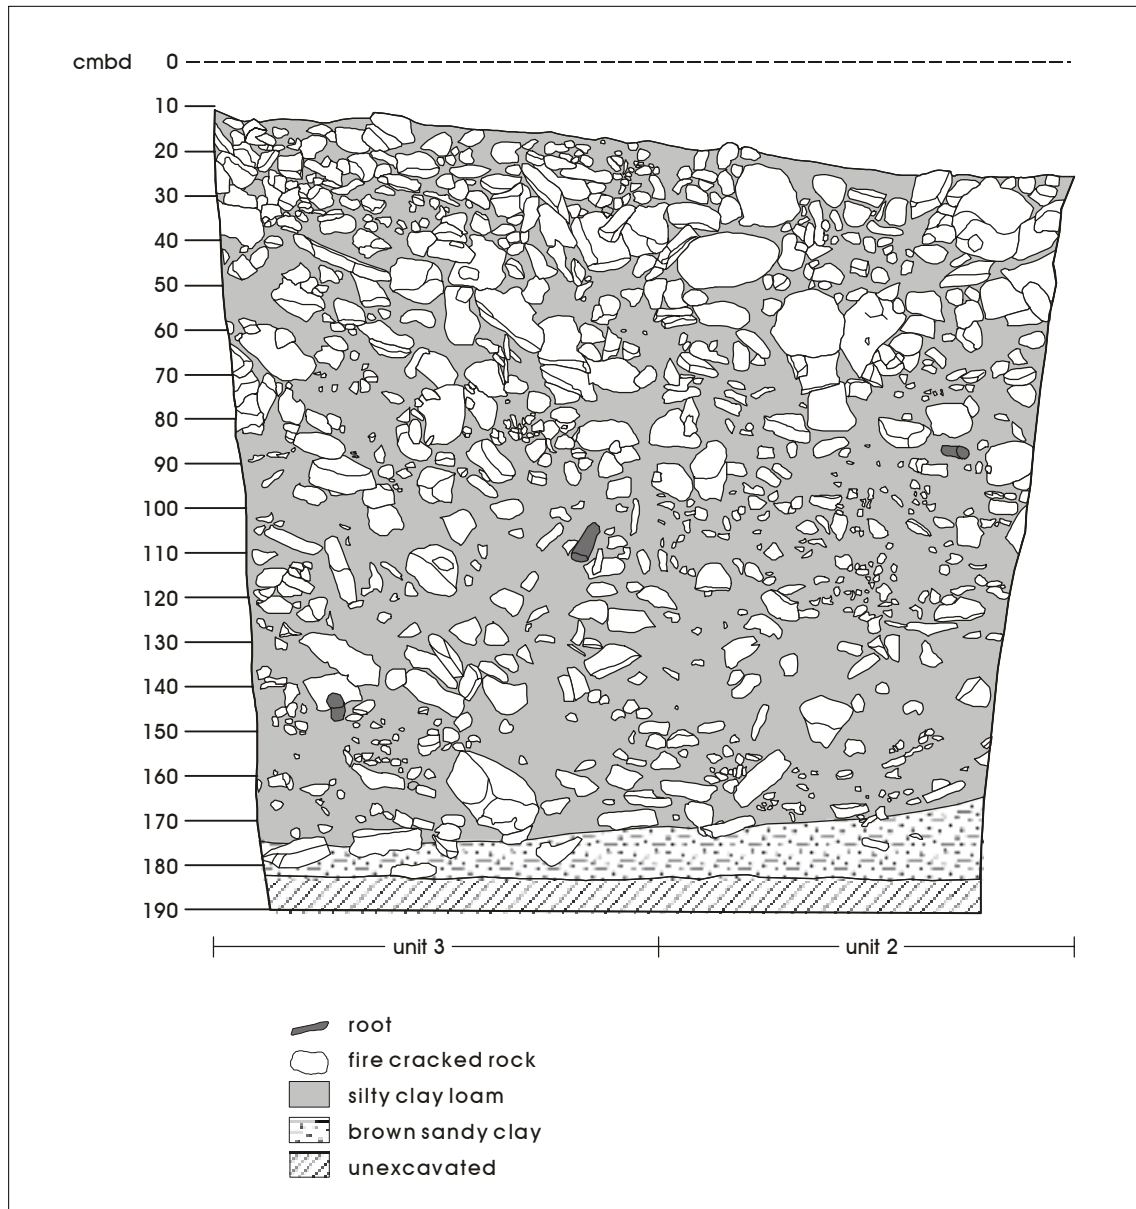 cmbd 0
10
20
30
40
50
60
70
80
90
100
110
120
130
140
150
160
170
180
190
unit 3 unit 2
root
fire cracked rock
silty clay loam
brown sandy clay
unexcavated